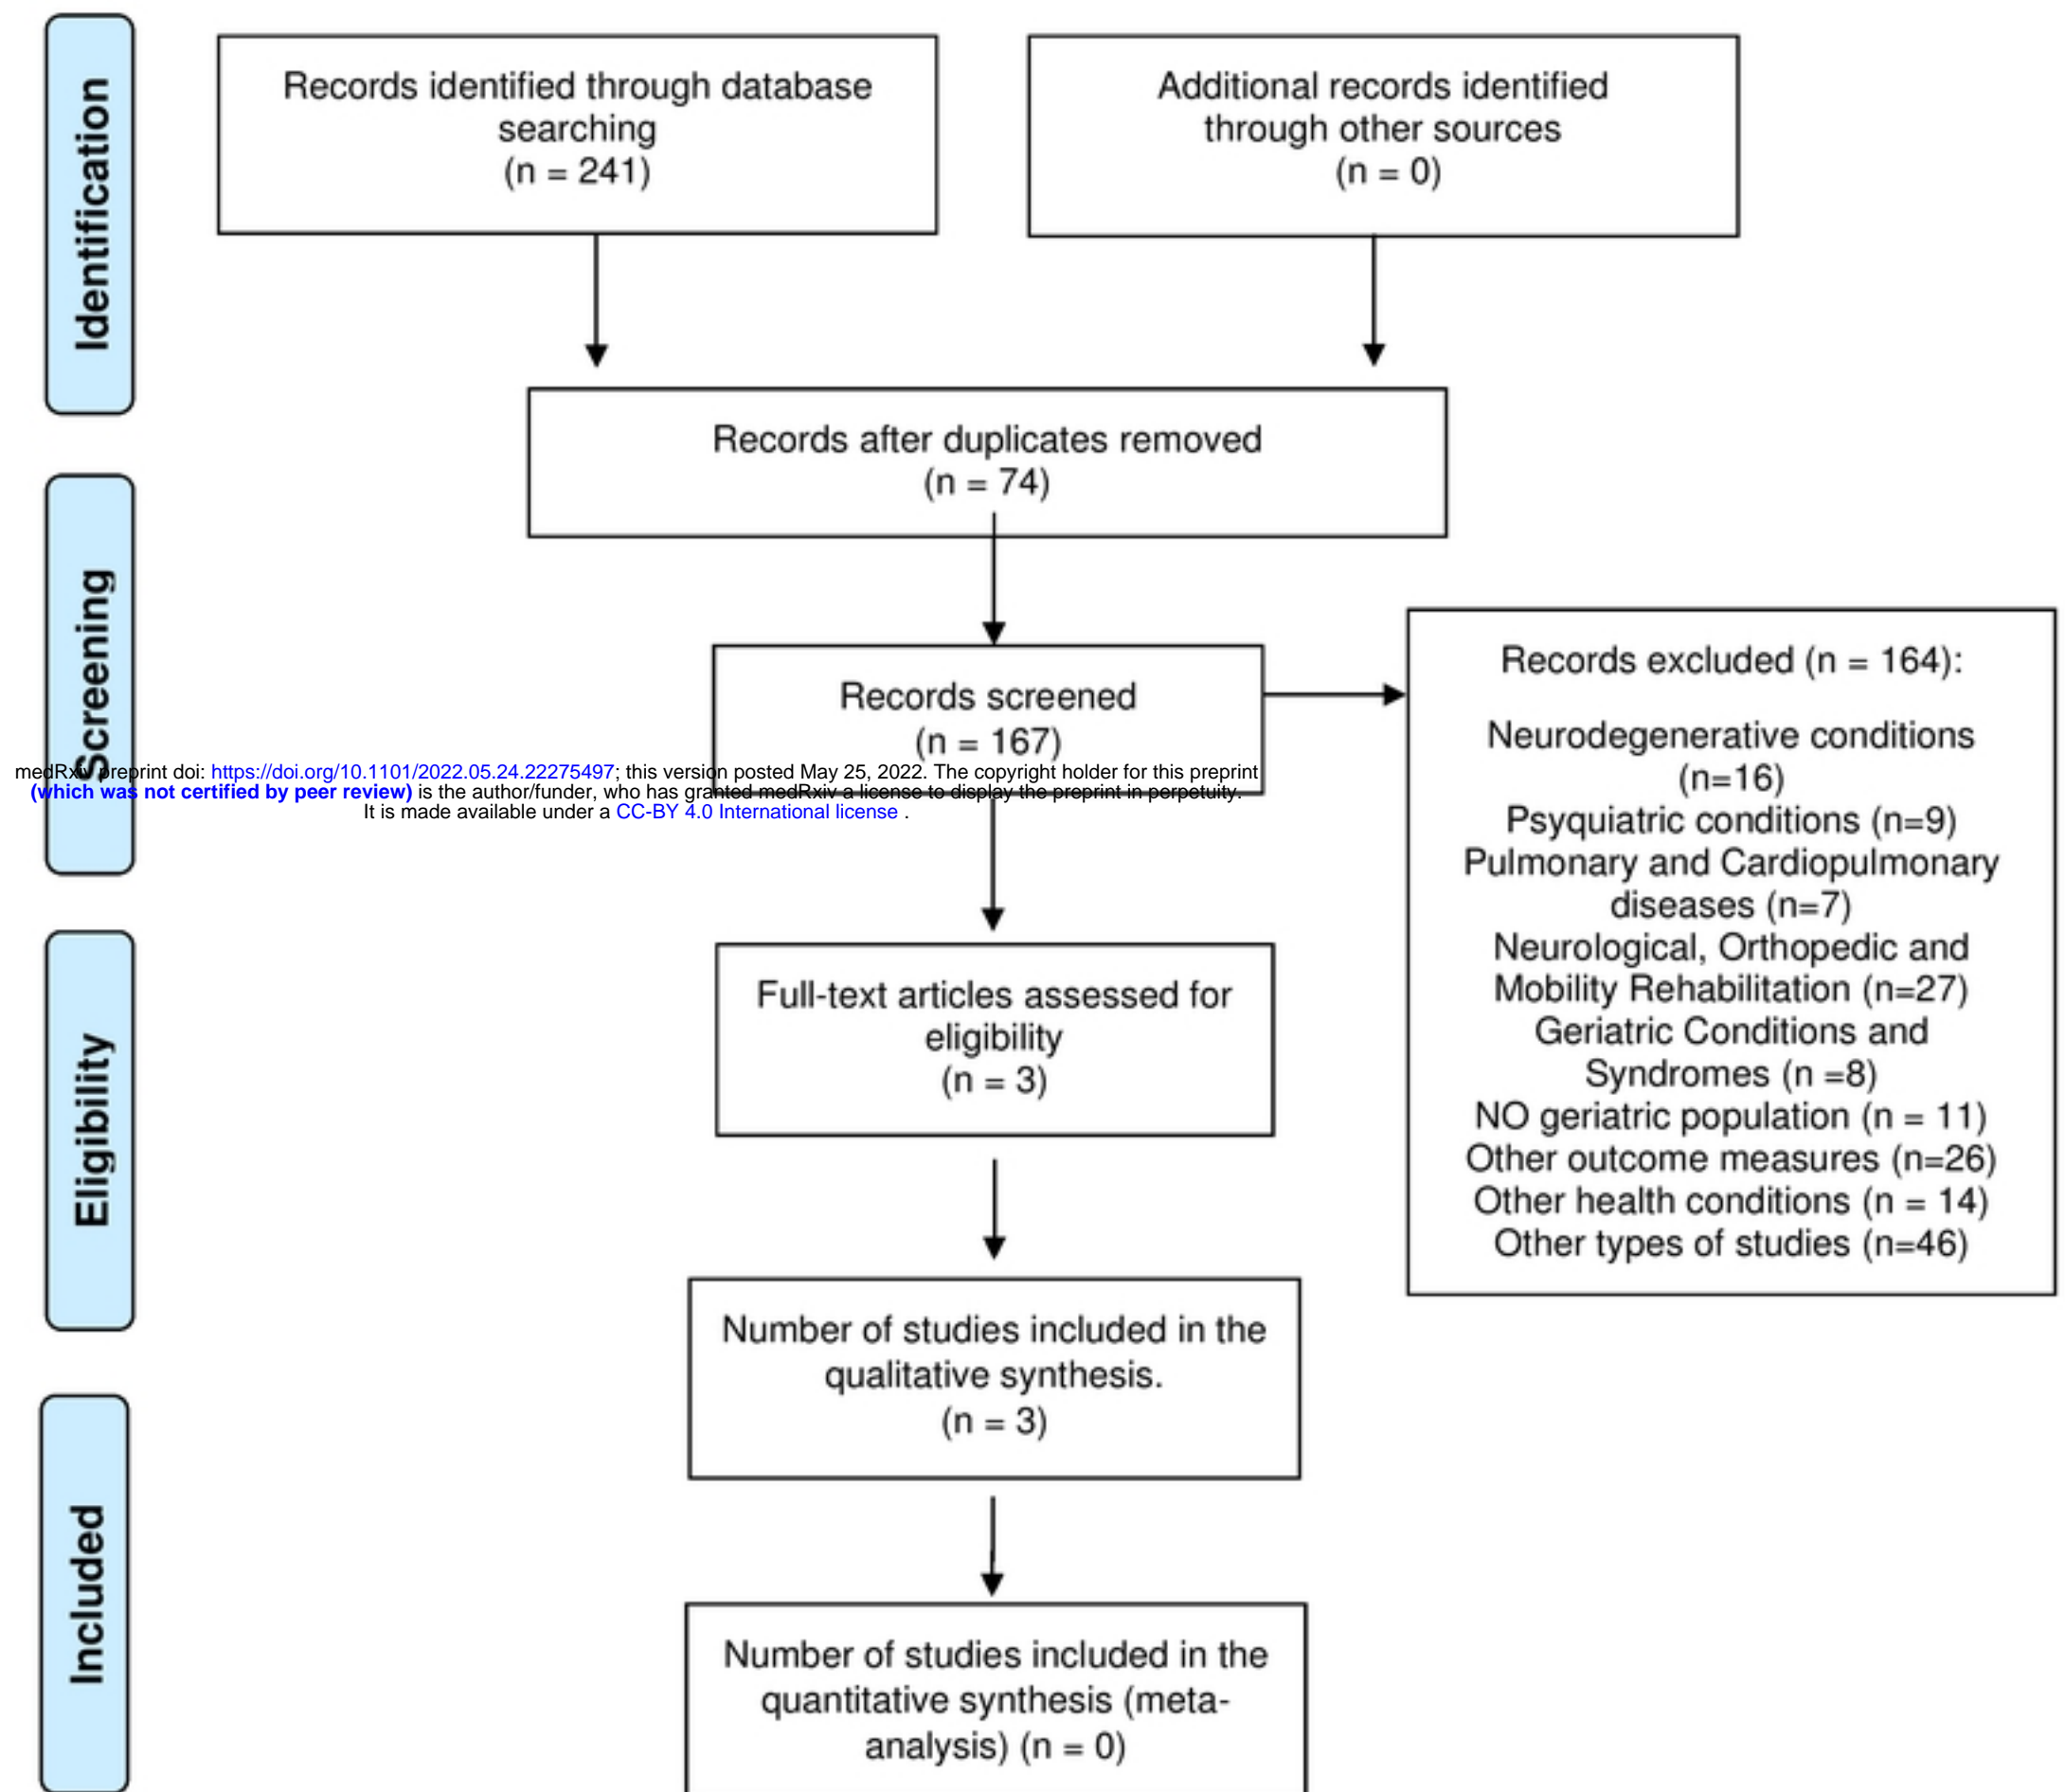 Identification
Records identified through database
searching
(n = 241)
Additional records identified
through other sources
(n = 0)
Records after duplicates removed
(n = 74)
Screening
Records screened
(n = 167)
Records excluded (n = 164):
Neurodegenerative conditions
(n=16)
Psyquiatric conditions (n=9)
Pulmonary and Cardiopulmonary
diseases (n=7)
Neurological, Orthopedic and
Mobility Rehabilitation (n=27)
Geriatric Conditions and
Syndromes (n =8)
NO geriatric population (n = 11)
Other outcome measures (n=26)
Other health conditions (n = 14)
Other types of studies (n=46)
medRxiv preprint doi: https://doi.org/10.1101/2022.05.24.22275497; this version posted May 25, 2022. The copyright holder for this preprint
(which was not certified by peer review) is the author/funder, who has granted medRxiv a license to display the preprint in perpetuity.
It is made available under a CC-BY 4.0 International license .
Eligibility
Full-text articles assessed for
eligibility
(n = 3)
Number of studies included in the
qualitative synthesis.
(n = 3)
Included
Number of studies included in the
quantitative synthesis (meta-
analysis) (n = 0)